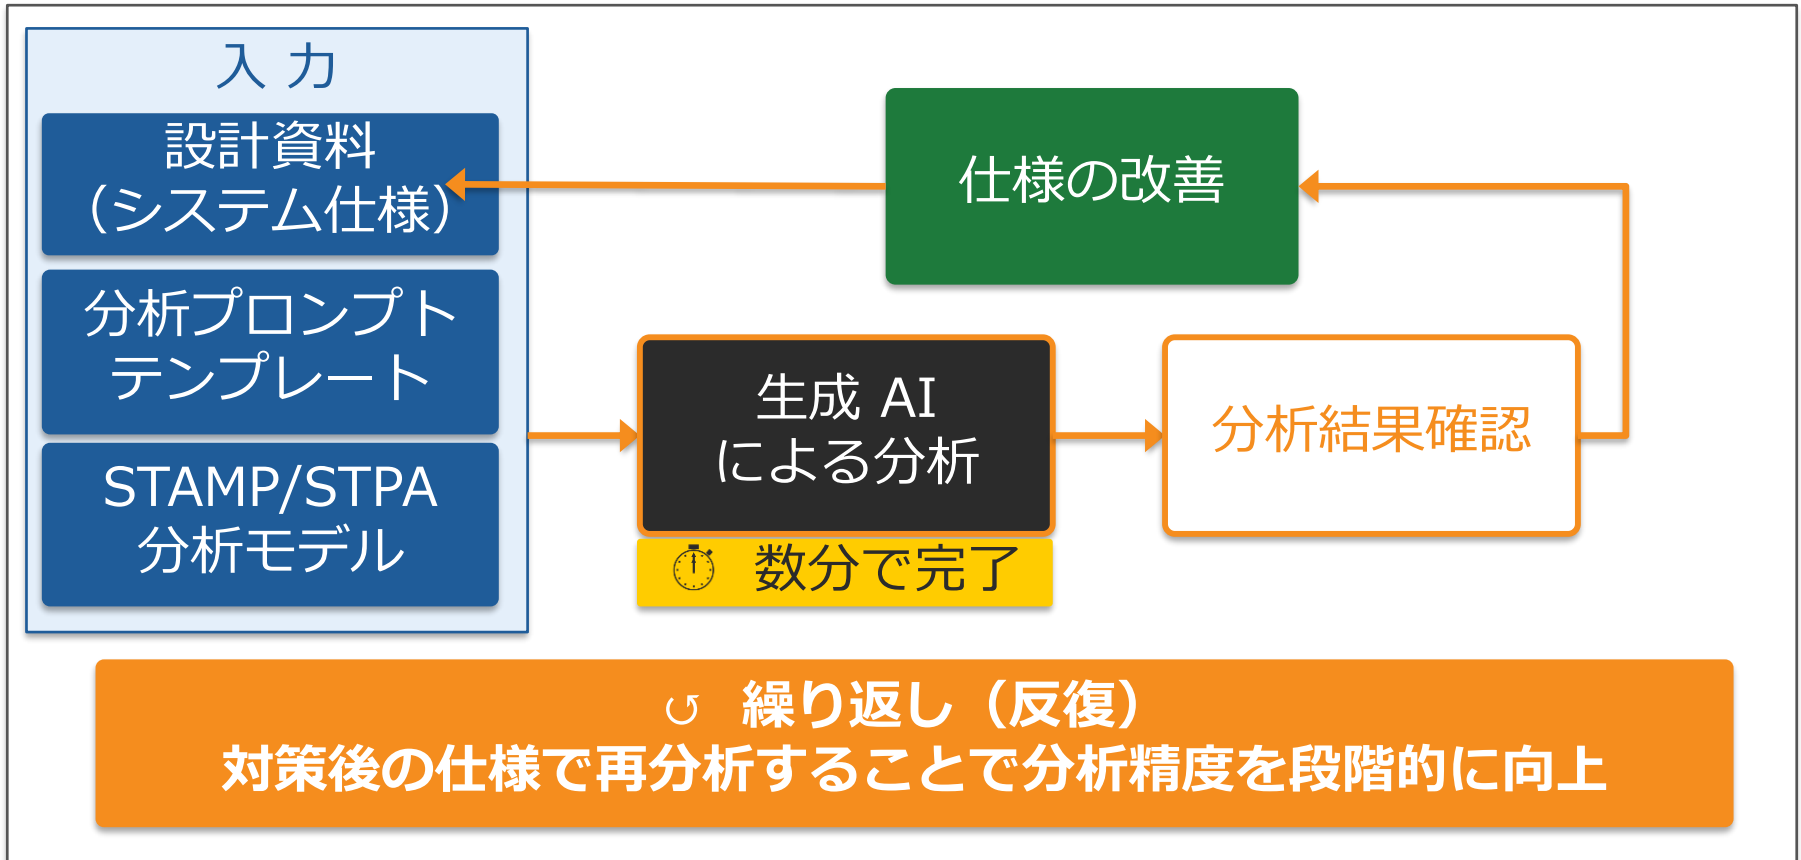 入 力
設計資料
（システム仕様）
分析プロンプト
テンプレート
STAMP/STPA
分析モデル
仕様の改善
生成 AI
による分析
数分で完了
分析結果確認
↺ 繰り返し（反復）
対策後の仕様で再分析することで分析精度を段階的に向上